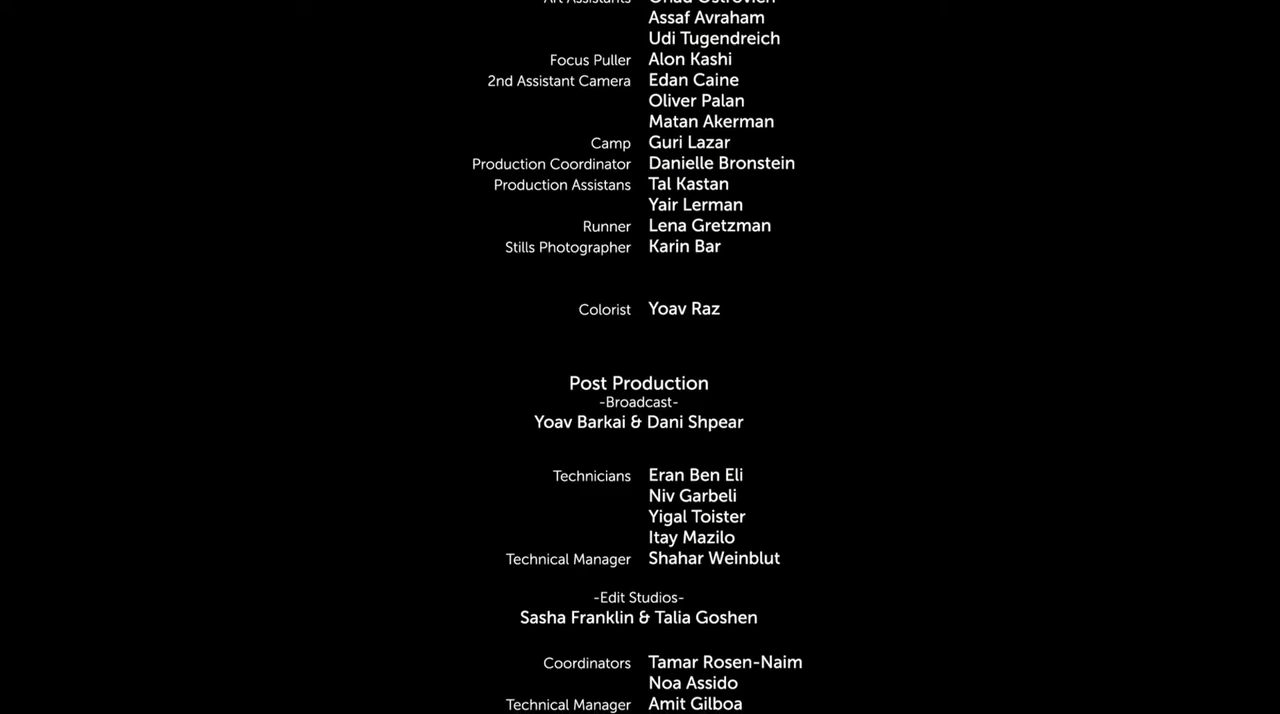 Art Assistants Ohad Ostrovich
Assaf Avraham
Udi Tugendreich
Focus Puller Alon Kashi
2nd Assistant Camera Edan Caine
Oliver Palan
Matan Akerman
Camp Guri Lazar
Production Coordinator Danielle Bronstein
Production Assistans Tal Kastan
Yair Lerman
Runner Lena Gretzman
Stills Photographer Karin Bar
Colorist Yoav Raz
Post Production
-Broadcast-
Yoav Barkai & Dani Shpear
Technicians Eran Ben Eli
Niv Garbeli
Yigal Toister
Itay Mazilo
Technical Manager Shahar Weinblut
-Edit Studios-
Sasha Franklin & Talia Goshen
Coordinators Tamar Rosen-Naim
Noa Assido
Technical Manager Amit Gilboa